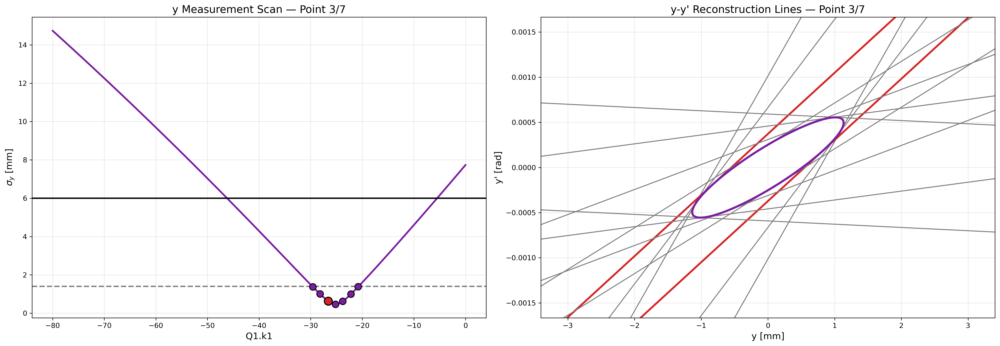 y Measurement Scan — Point 3/7
14
12
10
8
6
4
2
0
σy [mm]
−80 −70 −60 −50 −40 −30 −20 −10 0
Q1.k1
y-y' Reconstruction Lines — Point 3/7
0.0015
0.0010
0.0005
0.0000
−0.0005
−0.0010
−0.0015
y' [rad]
−3 −2 −1 0 1 2 3
y [mm]